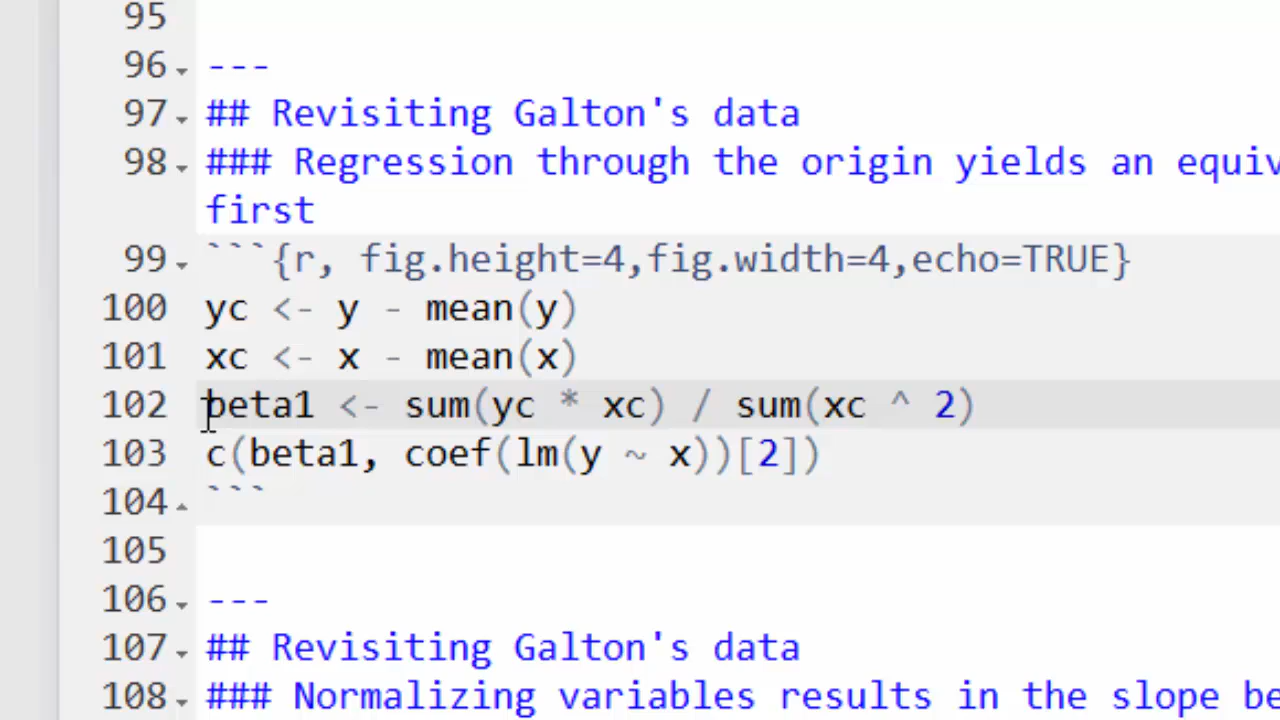 95
96 ---
97 ## Revisiting Galton's data
98 ### Regression through the origin yields an
first
99 ```{r, fig.height=4,fig.width=4,echo=TRUE}
100 yc <- y - mean(y)
101 xc <- x - mean(x)
102 beta1 <- sum(yc * xc) / sum(xc ^ 2)
103 c(beta1, coef(lm(y ~ x))[2])
104 ```
105
106 ---
107 ## Revisiting Galton's data
108 ### Normalizing variables results in the slope